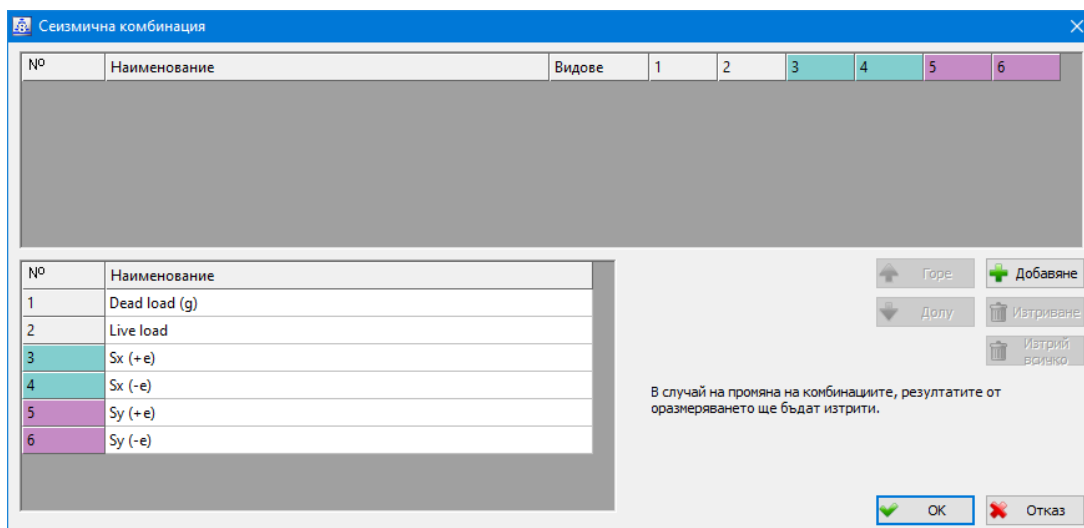 Сеизмична комбинация
Nº Наименование Видове 1 2 3 4 5 6
Nº Наименование
1 Dead load (g)
2 Live load
3 Sx (+e)
4 Sx (-e)
5 Sy (+e)
6 Sy (-e)
Горе Добавяне
Долу Изтриване
Изтрий
всичко
В случай на промяна на комбинациите, резултатите от
оразмеряването ще бъдат изтрити.
OK Отказ